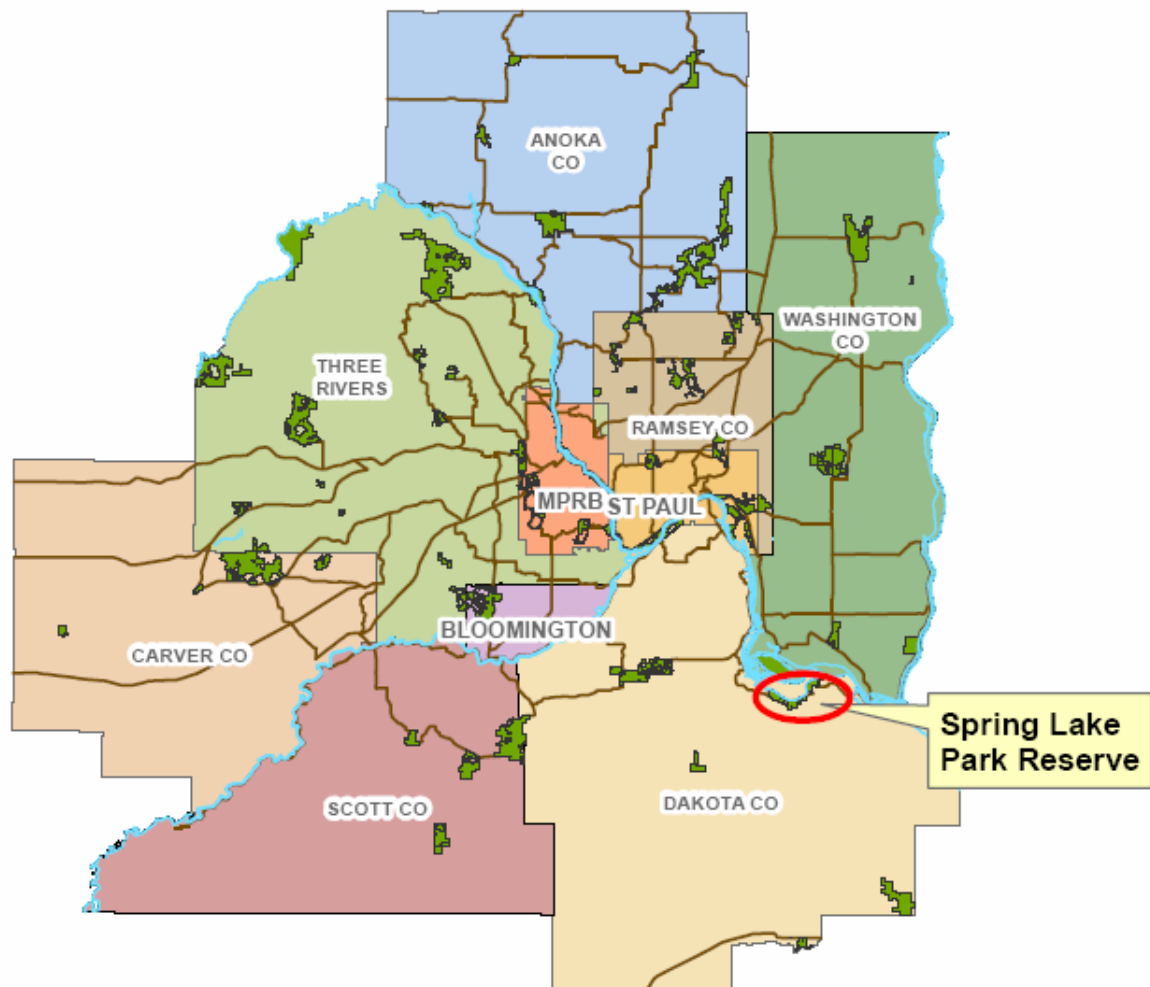 ANOKA
CO
WASHINGTON
CO
THREE
RIVERS
RAMSEY CO
MPRB
ST PAUL
BLOOMINGTON
CARVER CO
Spring Lake
Park Reserve
SCOTT CO
DAKOTA CO